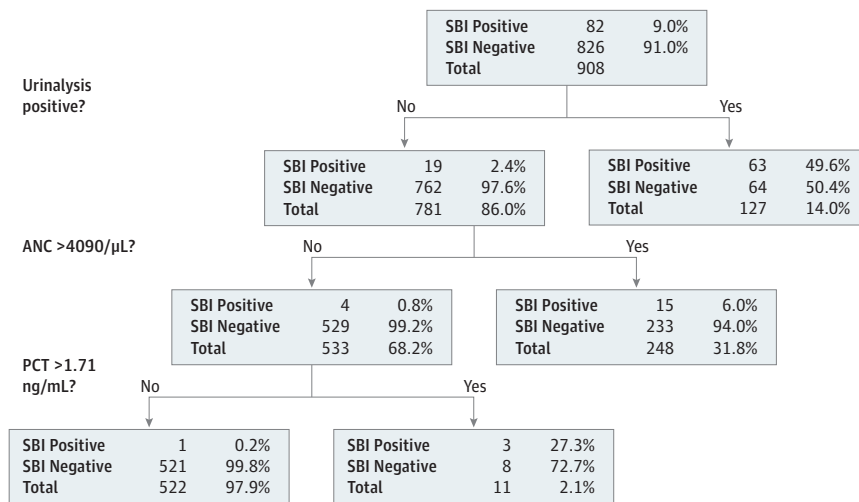 SBI Positive 82 9.0%
SBI Negative 826 91.0%
Total 908
Urinalysis
positive?
No Yes
SBI Positive 19 2.4%
SBI Negative 762 97.6%
Total 781 86.0%
SBI Positive 63 49.6%
SBI Negative 64 50.4%
Total 127 14.0%
ANC >4090/μL?
No Yes
SBI Positive 4 0.8%
SBI Negative 529 99.2%
Total 533 68.2%
SBI Positive 15 6.0%
SBI Negative 233 94.0%
Total 248 31.8%
PCT >1.71
ng/mL?
No Yes
SBI Positive 1 0.2%
SBI Negative 521 99.8%
Total 522 97.9%
SBI Positive 3 27.3%
SBI Negative 8 72.7%
Total 11 2.1%